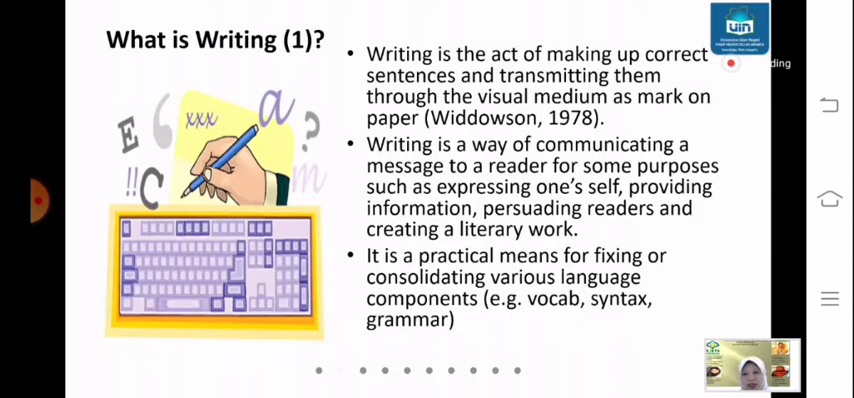 What is Writing (1)?
• Writing is the act of making up correct
sentences and transmitting them
through the visual medium as mark on
paper (Widdowson, 1978).
• Writing is a way of communicating a
message to a reader for some purposes
such as expressing one's self, providing
information, persuading readers and
creating a literary work.
• It is a practical means for fixing or
consolidating various language
components (e.g. vocab, syntax,
grammar)
E
a
xxx
?
!!
C
m
uin
ding